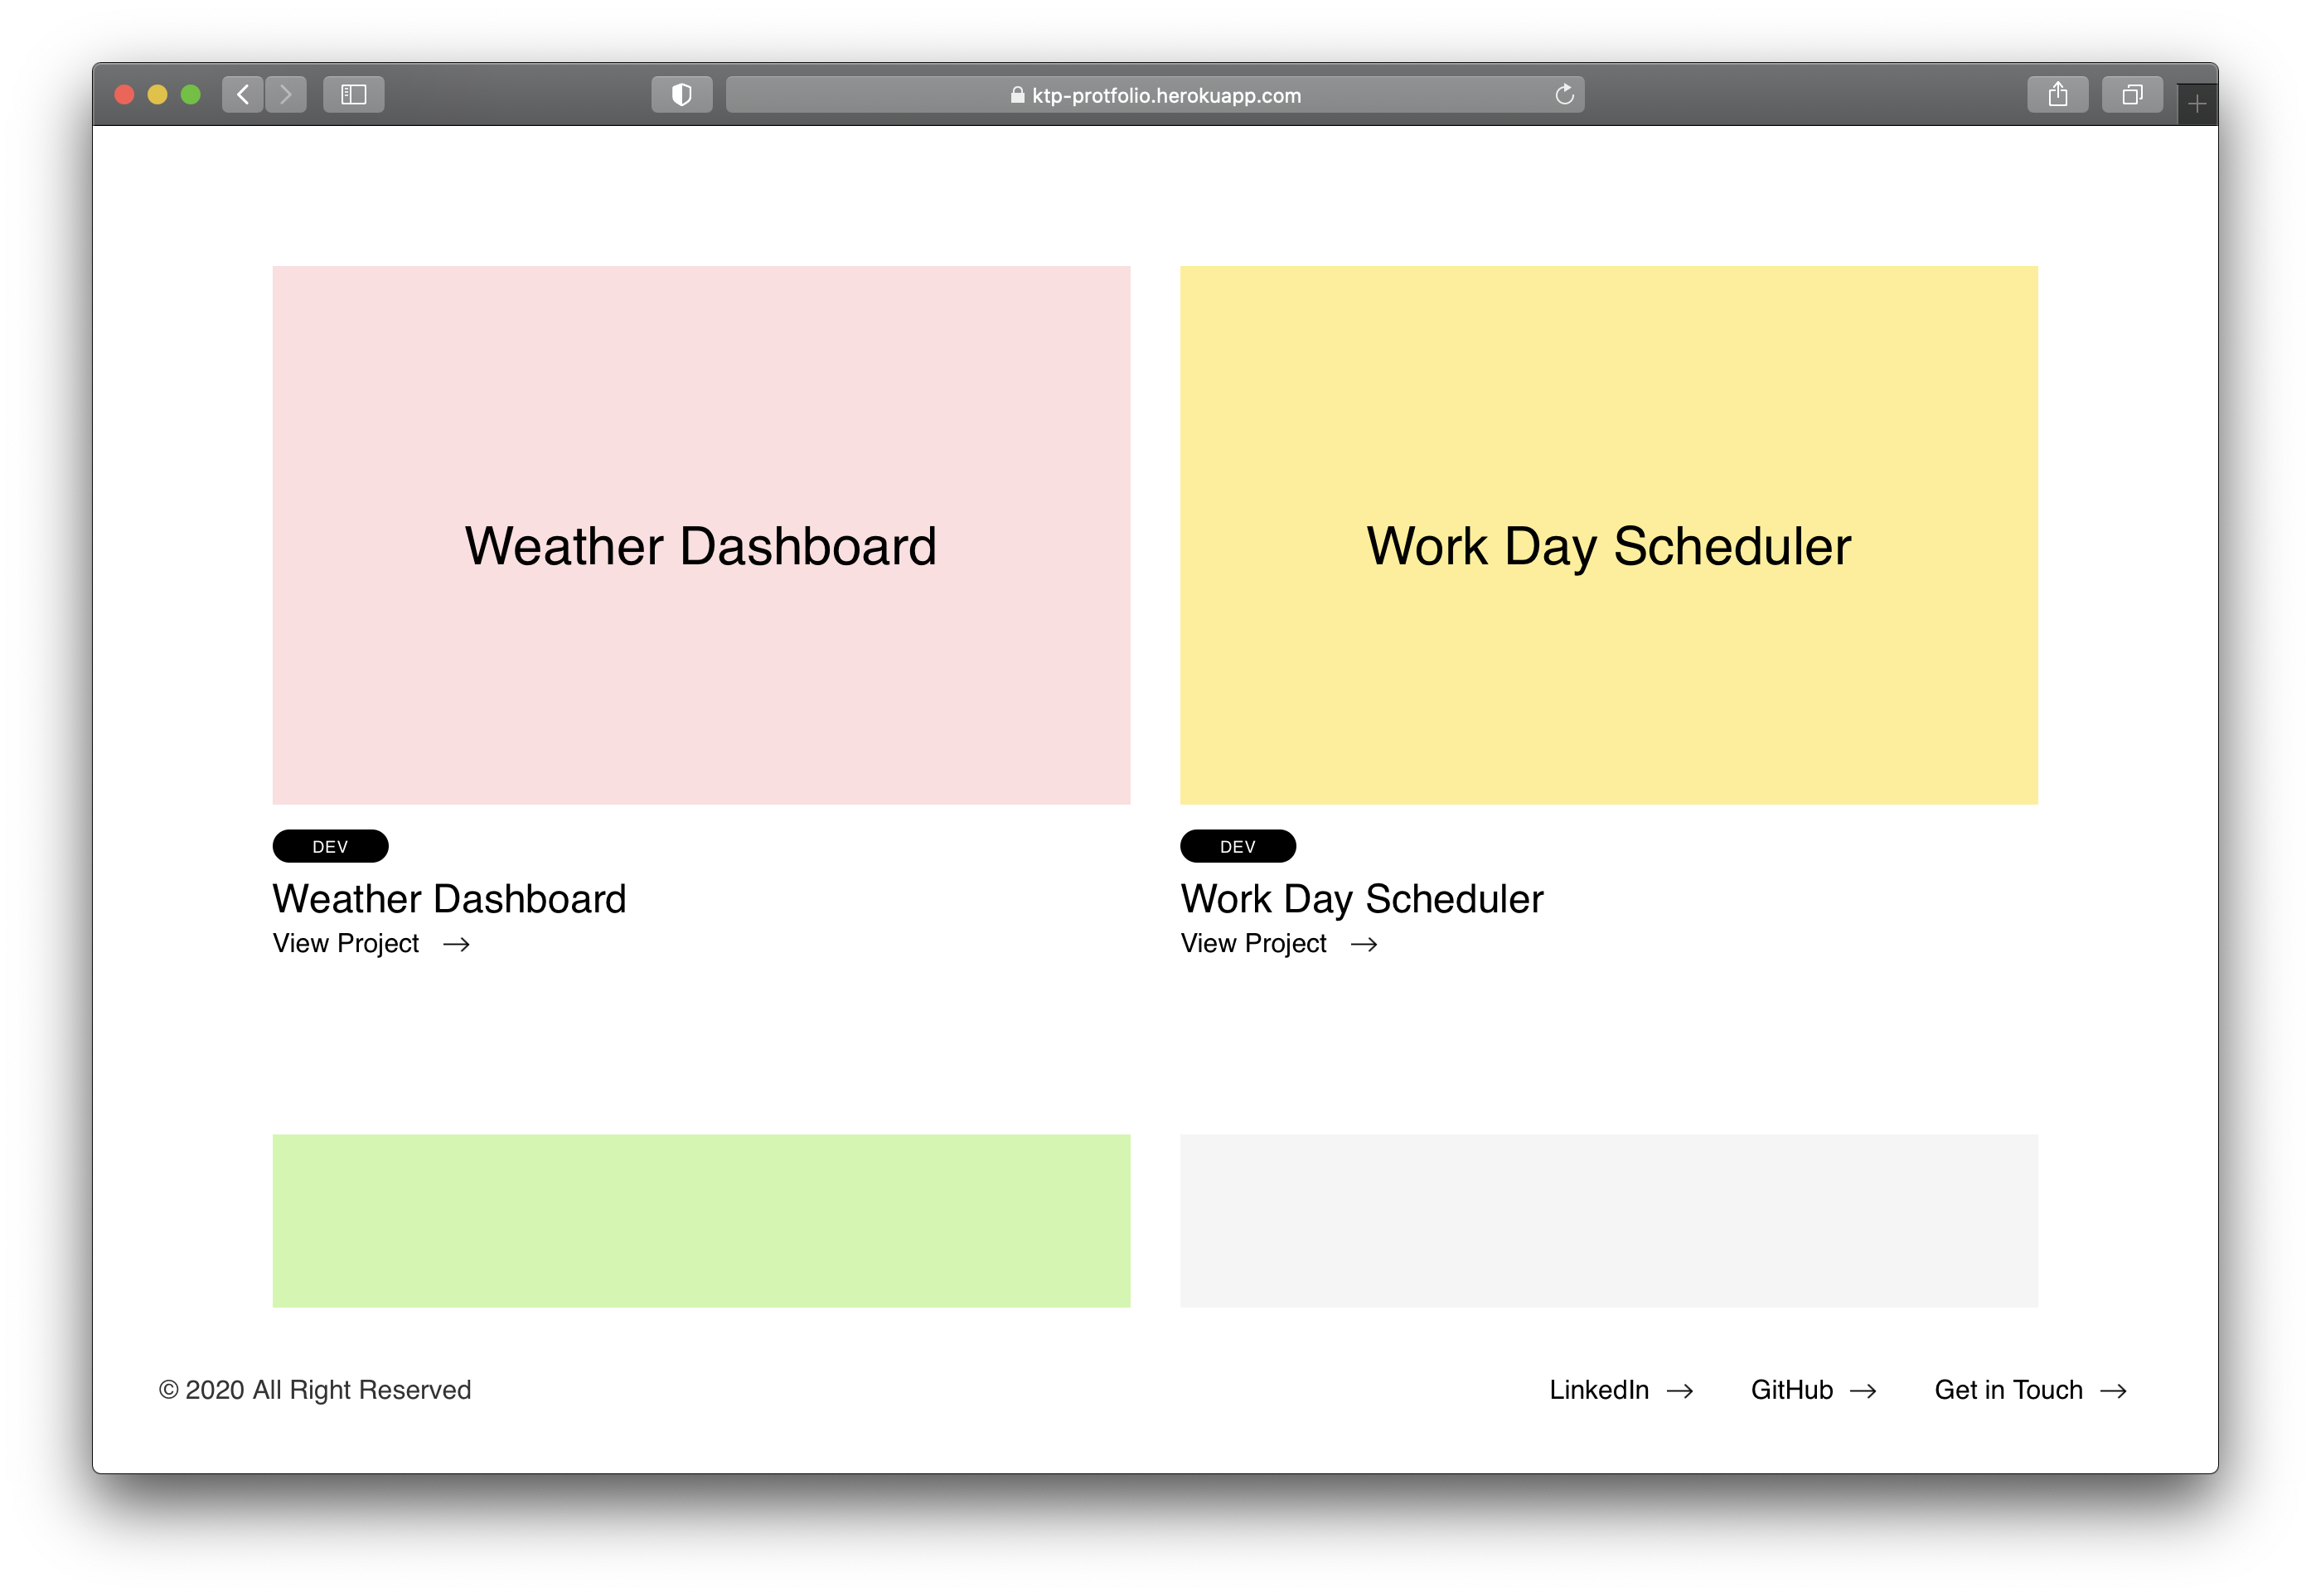 ktp-protfolio.herokuapp.com
Weather Dashboard
Work Day Scheduler
DEV
Weather Dashboard
View Project →
DEV
Work Day Scheduler
View Project →
© 2020 All Right Reserved
LinkedIn → GitHub → Get in Touch →